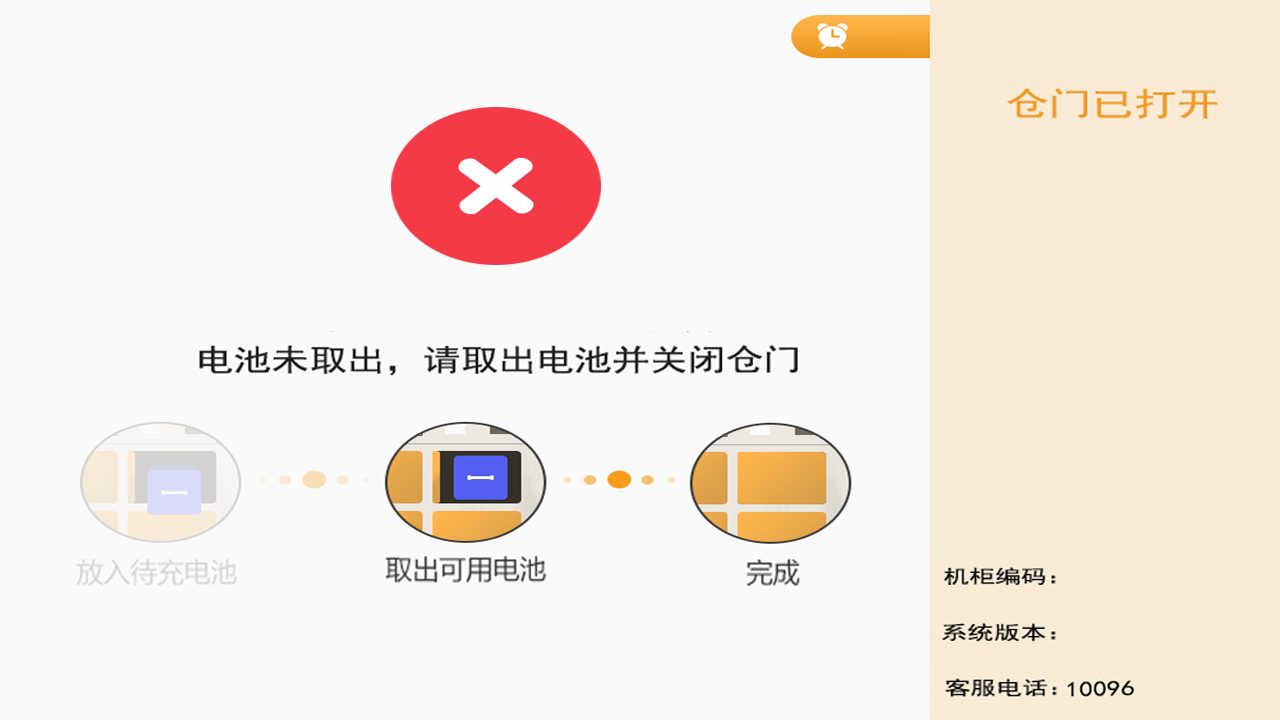 仓门已打开
电池未取出，请取出电池并关闭仓门
放入待充电池
取出可用电池
完成
机柜编码：
系统版本：
客服电话：10096